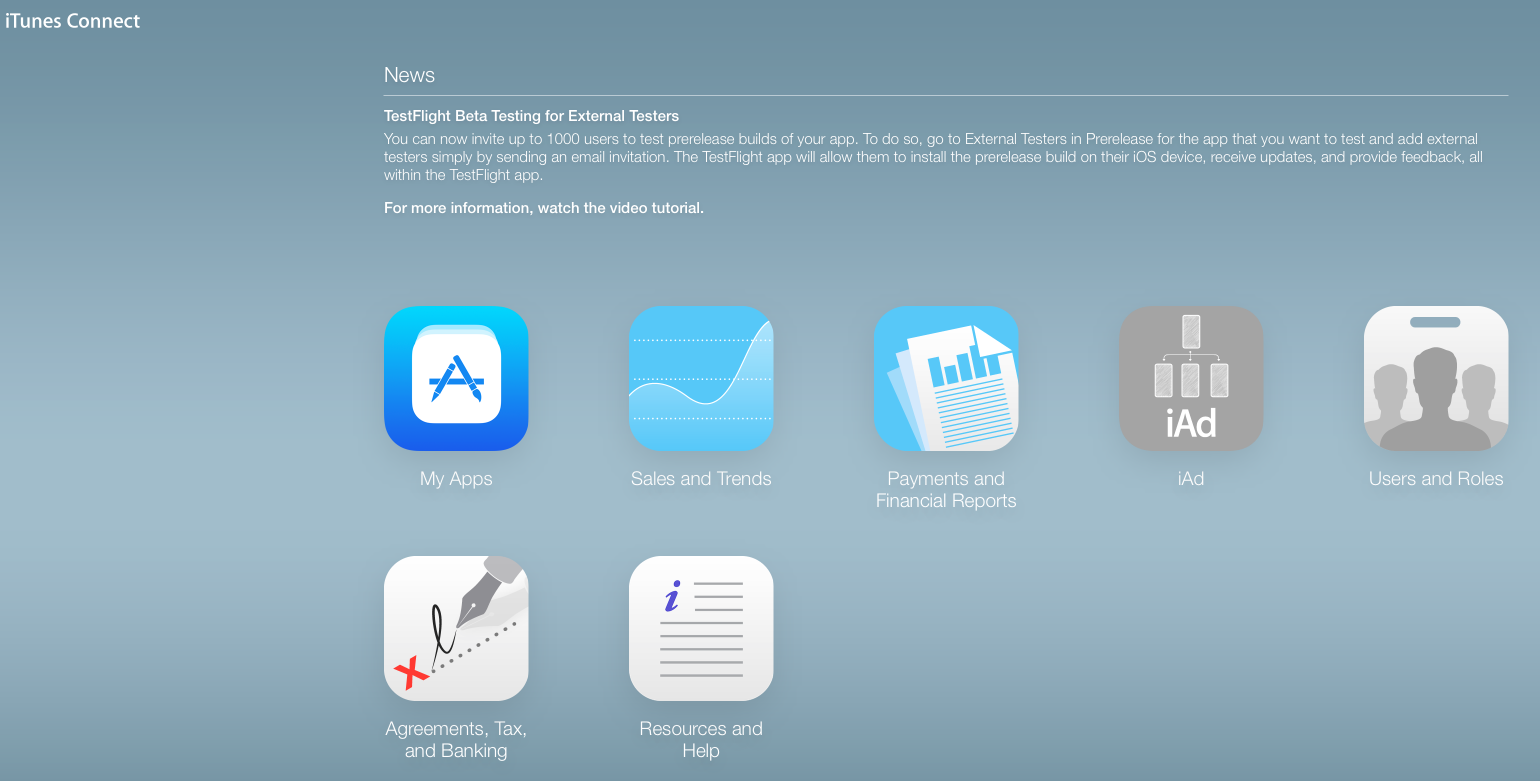 iTunes Connect
News
TestFlight Beta Testing for External Testers
You can now invite up to 1000 users to test prerelease builds of your app. To do so, go to External Testers in Prerelease for the app that you want to test and add external
testers simply by sending an email invitation. The TestFlight app will allow them to install the prerelease build on their iOS device, receive updates, and provide feedback, all
within the TestFlight app.
For more information, watch the video tutorial.
iAd
My Apps
Sales and Trends
Payments and
Financial Reports
iAd
Users and Roles
i
X
Agreements, Tax,
and Banking
Resources and
Help